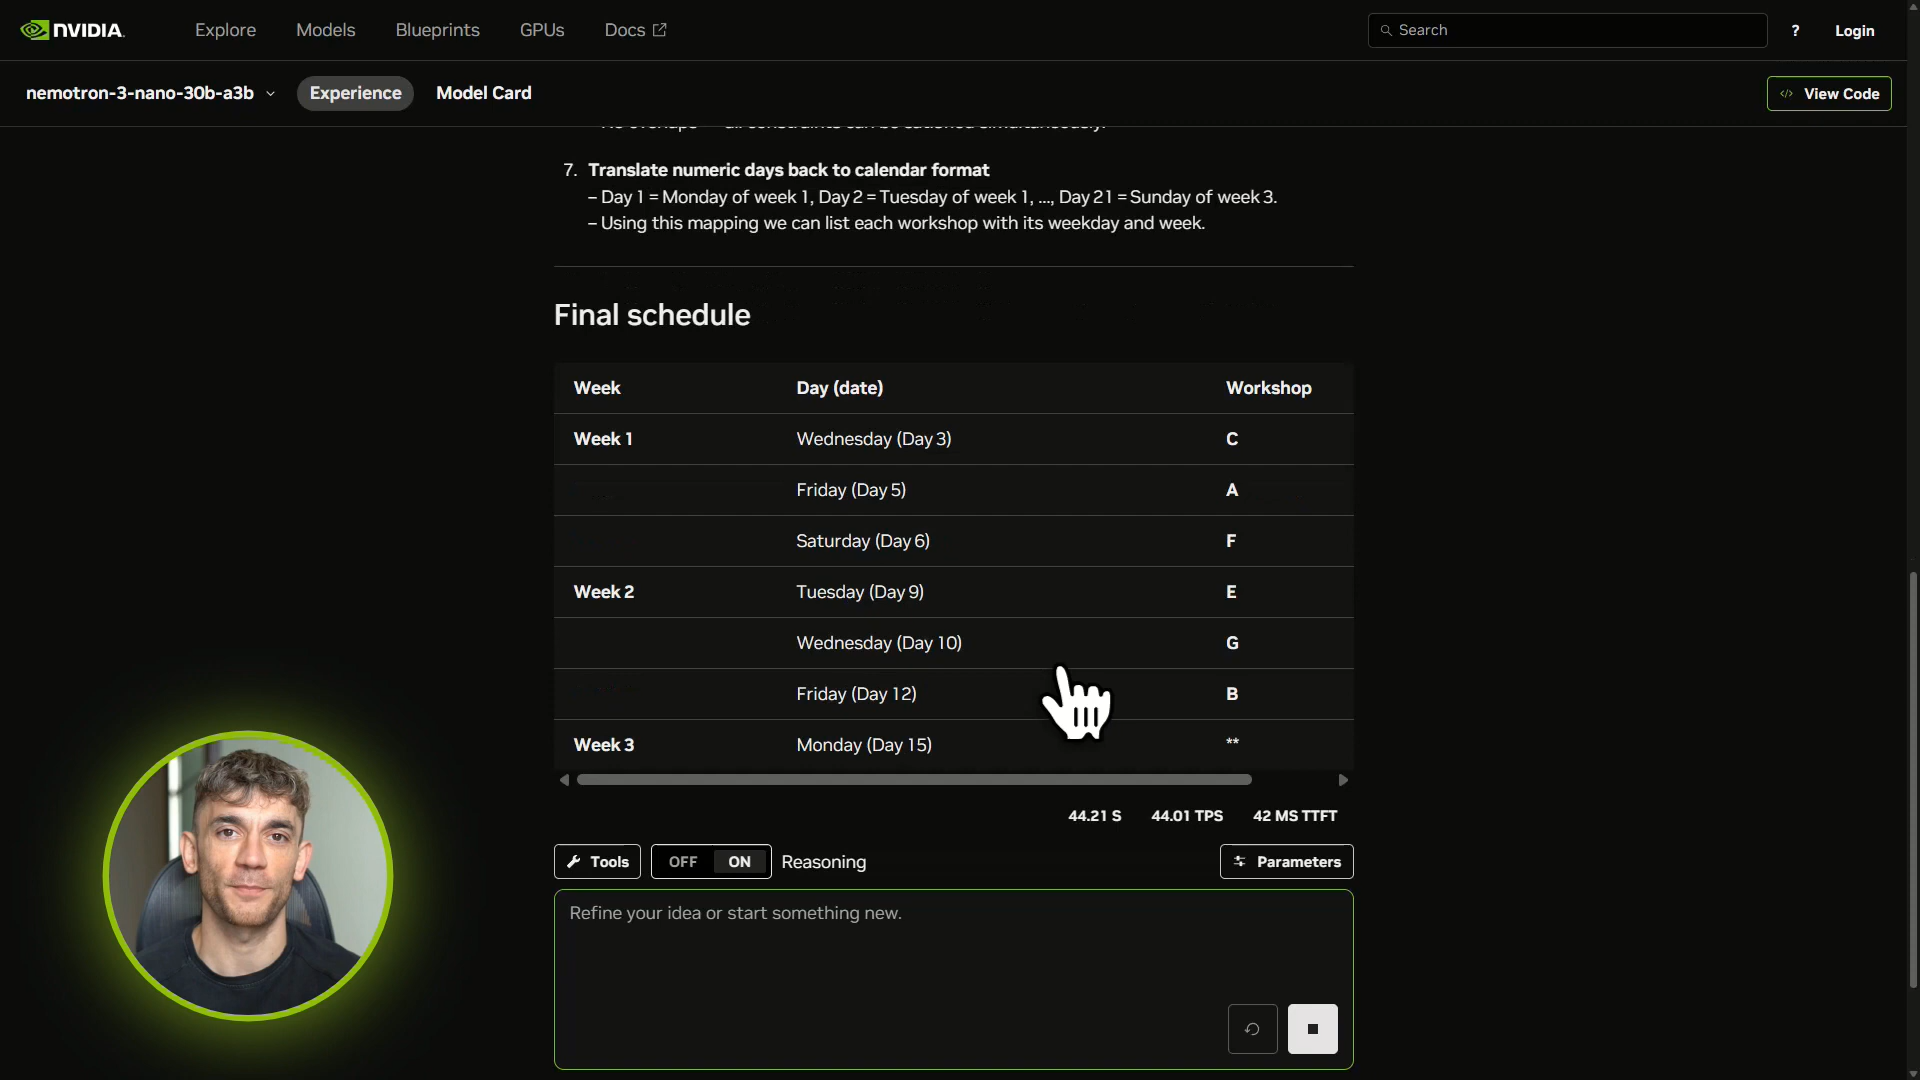 NVIDIA.
Explore
Models
Blueprints
GPUs
Docs
Search
?
Login
nemotron-3-nano-30b-a3b
Experience
Model Card
</> View Code
7. Translate numeric days back to calendar format
– Day 1 = Monday of week 1, Day 2 = Tuesday of week 1, …, Day 21 = Sunday of week 3.
– Using this mapping we can list each workshop with its weekday and week.
Final schedule
Week Day (date) Workshop
Week 1 Wednesday (Day 3) C
Friday (Day 5) A
Saturday (Day 6) F
Week 2 Tuesday (Day 9) E
Wednesday (Day 10) G
Friday (Day 12) B
Week 3 Monday (Day 15) **
44.21 S 44.01 TPS 42 MS TTFT
Tools
OFF ON Reasoning
Parameters
Refine your idea or start something new.